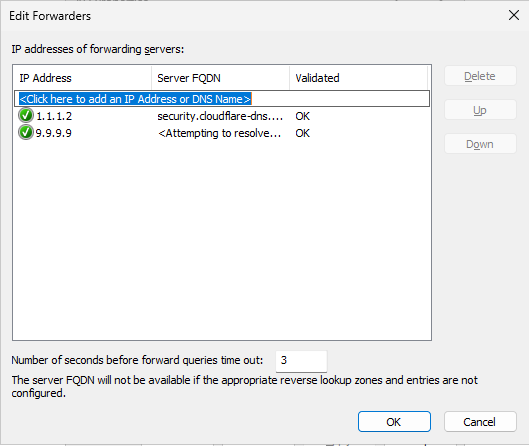 Edit Forwarders
IP addresses of forwarding servers:
IP Address Server FQDN Validated
<Click here to add an IP Address or DNS Name>
1.1.1.2 security.cloudflare-dns.... OK
9.9.9.9 <Attempting to resolve... OK
Delete
Up
Down
Number of seconds before forward queries time out: 3
The server FQDN will not be available if the appropriate reverse lookup zones and entries are not
configured.
OK Cancel